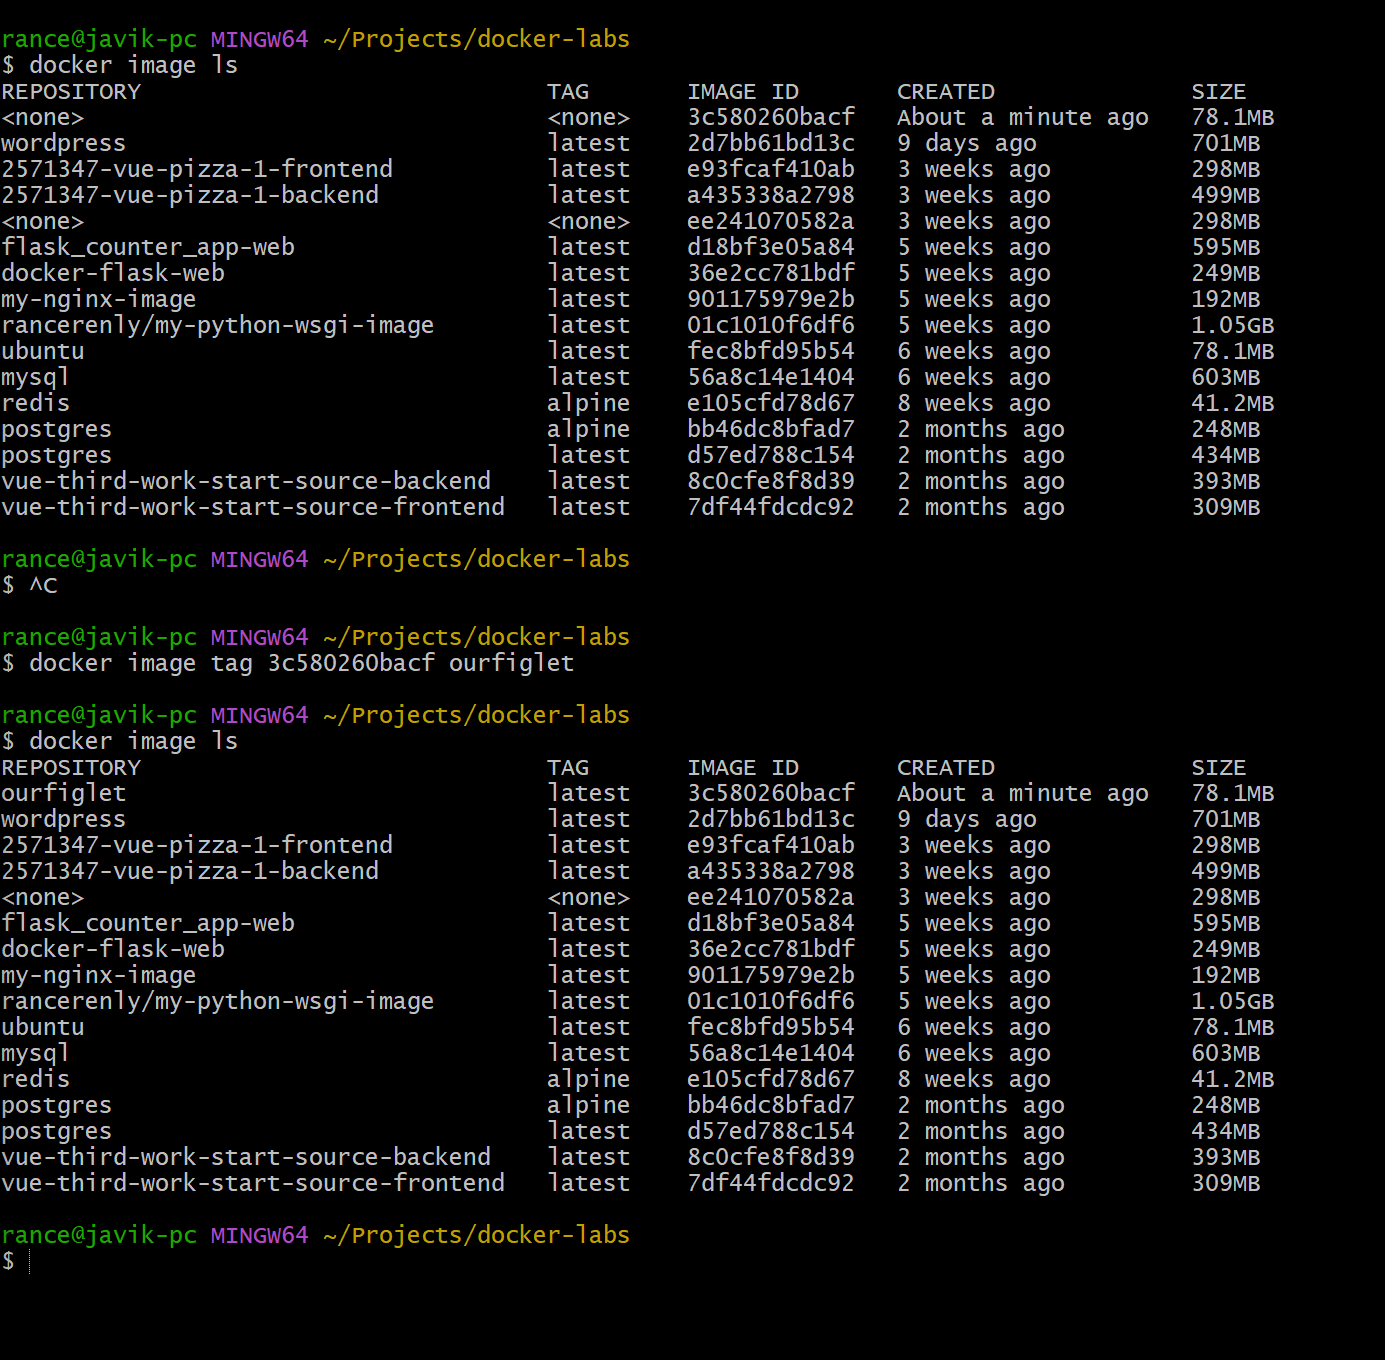 rance@javik-pc MINGW64 ~/Projects/docker-labs
$ docker image ls
REPOSITORY                             TAG       IMAGE ID       CREATED              SIZE
<none>                                 <none>    3c580260bacf   About a minute ago   78.1MB
wordpress                              latest    2d7bb61bd13c   9 days ago           701MB
2571347-vue-pizza-1-frontend           latest    e93fcaf410ab   3 weeks ago          298MB
2571347-vue-pizza-1-backend            latest    a435338a2798   3 weeks ago          499MB
<none>                                 <none>    ee241070582a   3 weeks ago          298MB
flask_counter_app-web                  latest    d18bf3e05a84   5 weeks ago          595MB
docker-flask-web                       latest    36e2cc781bdf   5 weeks ago          249MB
my-nginx-image                         latest    901175979e2b   5 weeks ago          192MB
rancerenly/my-python-wsgi-image        latest    01c1010f6df6   5 weeks ago          1.05GB
ubuntu                                 latest    fec8bfd95b54   6 weeks ago          78.1MB
mysql                                  latest    56a8c14e1404   6 weeks ago          603MB
redis                                  alpine    e105cfd78d67   8 weeks ago          41.2MB
postgres                               alpine    bb46dc8bfad7   2 months ago         248MB
postgres                               latest    d57ed788c154   2 months ago         434MB
vue-third-work-start-source-backend    latest    8c0cfe8f8d39   2 months ago         393MB
vue-third-work-start-source-frontend   latest    7df44fdcdc92   2 months ago         309MB
rance@javik-pc MINGW64 ~/Projects/docker-labs
$ ^C
rance@javik-pc MINGW64 ~/Projects/docker-labs
$ docker image tag 3c580260bacf ourfiglet
rance@javik-pc MINGW64 ~/Projects/docker-labs
$ docker image ls
REPOSITORY                             TAG       IMAGE ID       CREATED              SIZE
ourfiglet                              latest    3c580260bacf   About a minute ago   78.1MB
wordpress                              latest    2d7bb61bd13c   9 days ago           701MB
2571347-vue-pizza-1-frontend           latest    e93fcaf410ab   3 weeks ago          298MB
2571347-vue-pizza-1-backend            latest    a435338a2798   3 weeks ago          499MB
<none>                                 <none>    ee241070582a   3 weeks ago          298MB
flask_counter_app-web                  latest    d18bf3e05a84   5 weeks ago          595MB
docker-flask-web                       latest    36e2cc781bdf   5 weeks ago          249MB
my-nginx-image                         latest    901175979e2b   5 weeks ago          192MB
rancerenly/my-python-wsgi-image        latest    01c1010f6df6   5 weeks ago          1.05GB
ubuntu                                 latest    fec8bfd95b54   6 weeks ago          78.1MB
mysql                                  latest    56a8c14e1404   6 weeks ago          603MB
redis                                  alpine    e105cfd78d67   8 weeks ago          41.2MB
postgres                               alpine    bb46dc8bfad7   2 months ago         248MB
postgres                               latest    d57ed788c154   2 months ago         434MB
vue-third-work-start-source-backend    latest    8c0cfe8f8d39   2 months ago         393MB
vue-third-work-start-source-frontend   latest    7df44fdcdc92   2 months ago         309MB
rance@javik-pc MINGW64 ~/Projects/docker-labs
$